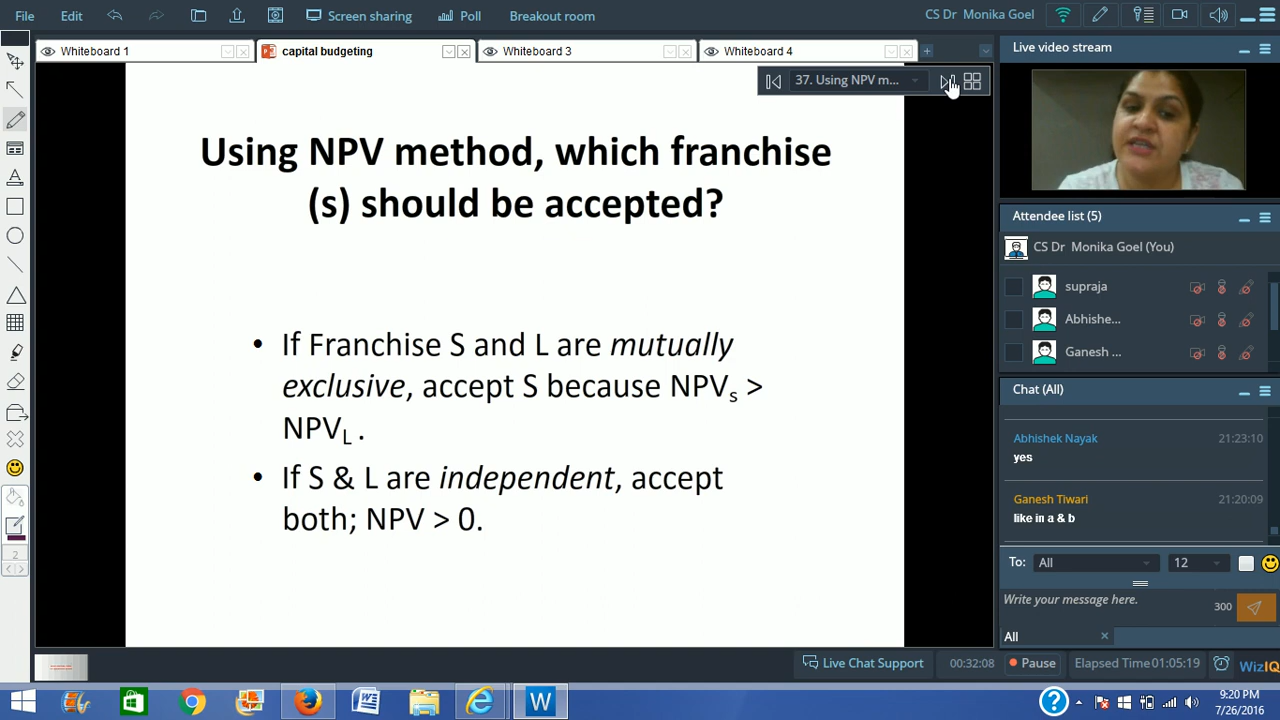 File Edit Screen sharing Poll Breakout room CS Dr Monika Goel
Whiteboard 1 capital budgeting Whiteboard 3 Whiteboard 4
37. Using NPV m...
Using NPV method, which franchise
(s) should be accepted?
• If Franchise S and L are mutually
exclusive, accept S because NPVs >
NPVL .
• If S & L are independent, accept
both; NPV > 0.
Live video stream
Attendee list (5)
CS Dr Monika Goel (You)
supraja
Abhishe...
Ganesh ...
Chat (All)
Abhishek Nayak 21:23:10
yes
Ganesh Tiwari 21:20:09
like in a & b
To: All 12
Write your message here. 300
All
2
Live Chat Support 00:32:08 Pause Elapsed Time 01:05:19 WizIQ
9:20 PM
7/26/2016